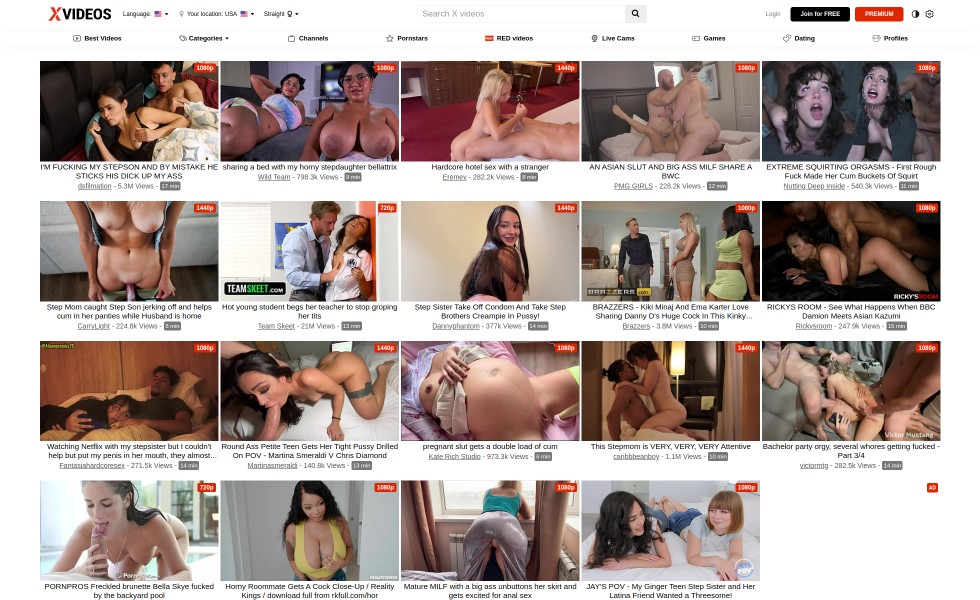 XVIDEOS
Language:
Your location: USA
Straight
Search X videos
Login
Join for FREE
PREMIUM
Best Videos
Categories
Channels
Pornstars
RED videos
Live Cams
Games
Dating
Profiles
1080p
1080p
1440p
1080p
1080p
I'M FUCKING MY STEPSON AND BY MISTAKE HE
STICKS HIS DICK UP MY ASS
dsfilmation - 5.3M Views - 17 min
sharing a bed with my horny stepdaughter bellatrix
Wild Team - 798.3k Views - 9 min
Hardcore hotel sex with a stranger
Eremev - 282.2k Views - 8 min
AN ASIAN SLUT AND BIG ASS MILF SHARE A
BWC
PMG GIRLS - 228.2k Views - 12 min
EXTREME SQUIRTING ORGASMS - First Rough
Fuck Made Her Cum Buckets Of Squirt
Nutting Deep Inside - 540.3k Views - 11 min
1440p
720p
1440p
1080p
1080p
TEAMSKEET.COM
BRAZZERS.com
RICKY'S ROOM
Step Mom caught Step Son jerking off and helps
cum in her panties while Husband is home
CarryLight - 224.8k Views - 8 min
Hot young student begs her teacher to stop groping
her tits
Team Skeet - 21M Views - 13 min
Step Sister Take Off Condom And Take Step
Brothers Creampie In Pussy!
Dannyphantom - 377k Views - 14 min
BRAZZERS - Kiki Minaj And Ema Karter Love
Sharing Danny D's Huge Cock In This Kinky...
Brazzers - 3.8M Views - 10 min
RICKYS ROOM - See What Happens When BBC
Damion Meets Asian Kazumi
Rickysroom - 247.9k Views - 15 min
1080p
1440p
1080p
1440p
1080p
Victor Mustang
Watching Netflix with my stepsister but I couldn't
help but put my penis in her mouth, they almost...
Fantasiahardcoresex - 271.5k Views - 14 min
Round Ass Petite Teen Gets Her Tight Pussy Drilled
On POV - Martina Smeraldi V Chris Diamond
Martinasmeraldi - 140.8k Views - 13 min
pregnant slut gets a double load of cum
Kate Rich Studio - 973.3k Views - 6 min
This Stepmom is VERY, VERY, VERY Attentive
caribbbeanboy - 1.1M Views - 10 min
Bachelor party orgy, several whores getting fucked -
Part 3/4
victormtg - 282.5k Views - 14 min
720p
1080p
1080p
1080p
AD
PORNPROS Freckled brunette Bella Skye fucked
by the backyard pool
Horny Roommate Gets A Cock Close-Up / Reality
Kings / download full from rkfull.com/hor
Mature MILF with a big ass unbuttons her skirt and
gets excited for anal sex
JAY'S POV - My Ginger Teen Step Sister and Her
Latina Friend Wanted a Threesome!